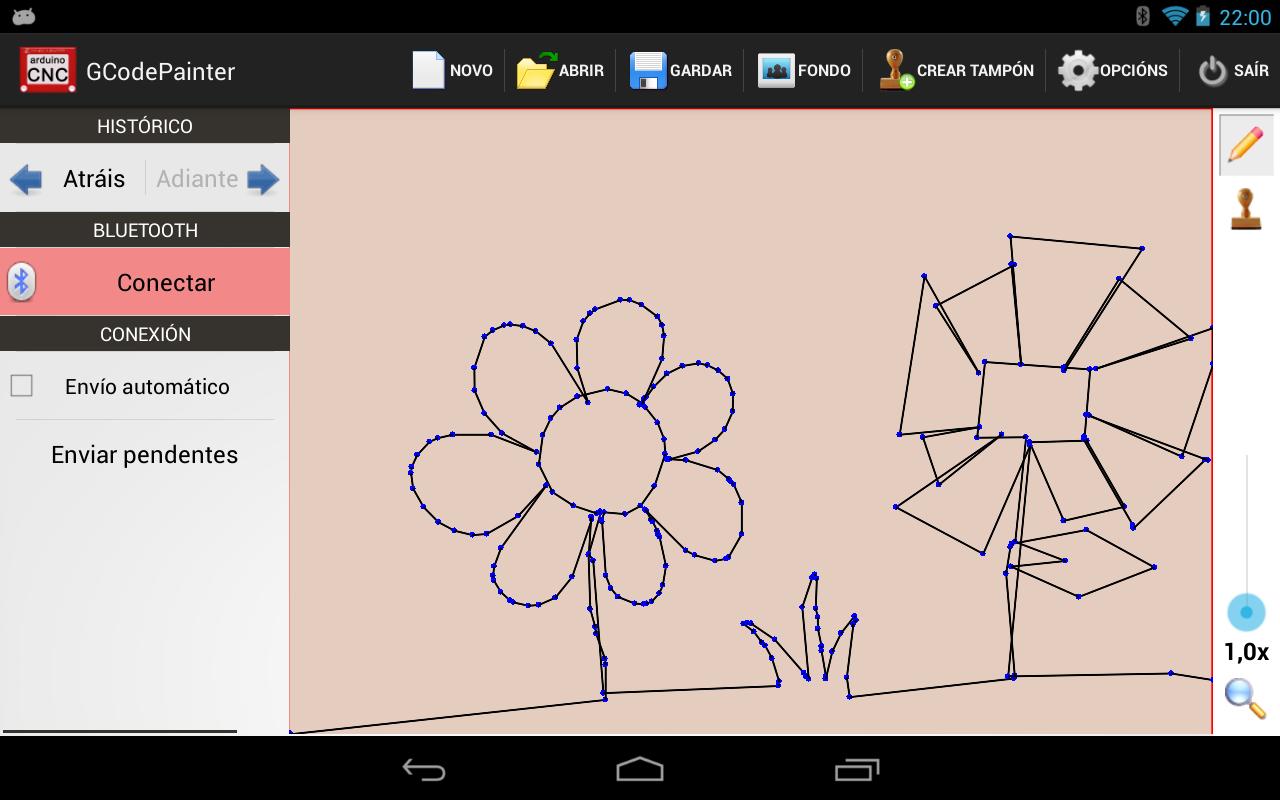 22:00
arduino
CNC
GCodePainter
NOVO
ABRIR
GARDAR
FONDO
CREAR TAMPÓN
OPCIÓNS
SAÍR
HISTÓRICO
Atráis
Adiante
BLUETOOTH
Conectar
CONEXIÓN
Envío automático
Enviar pendentes
1,0x